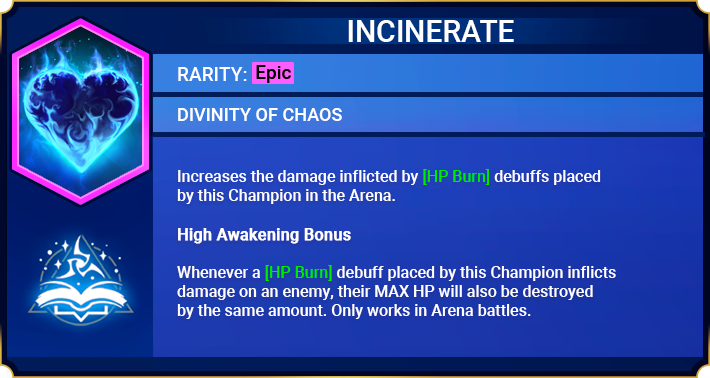 INCINERATE
RARITY: Epic
DIVINITY OF CHAOS
Increases the damage inflicted by [HP Burn] debuffs placed
by this Champion in the Arena.
High Awakening Bonus
Whenever a [HP Burn] debuff placed by this Champion inflicts
damage on an enemy, their MAX HP will also be destroyed
by the same amount. Only works in Arena battles.